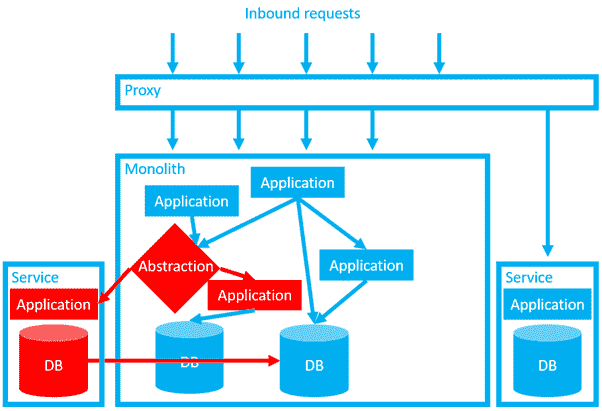 Inbound requests
Proxy
Monolith
Application
Application
Abstraction
Application
Application
DB
DB
Service
Application
DB
Service
Application
DB